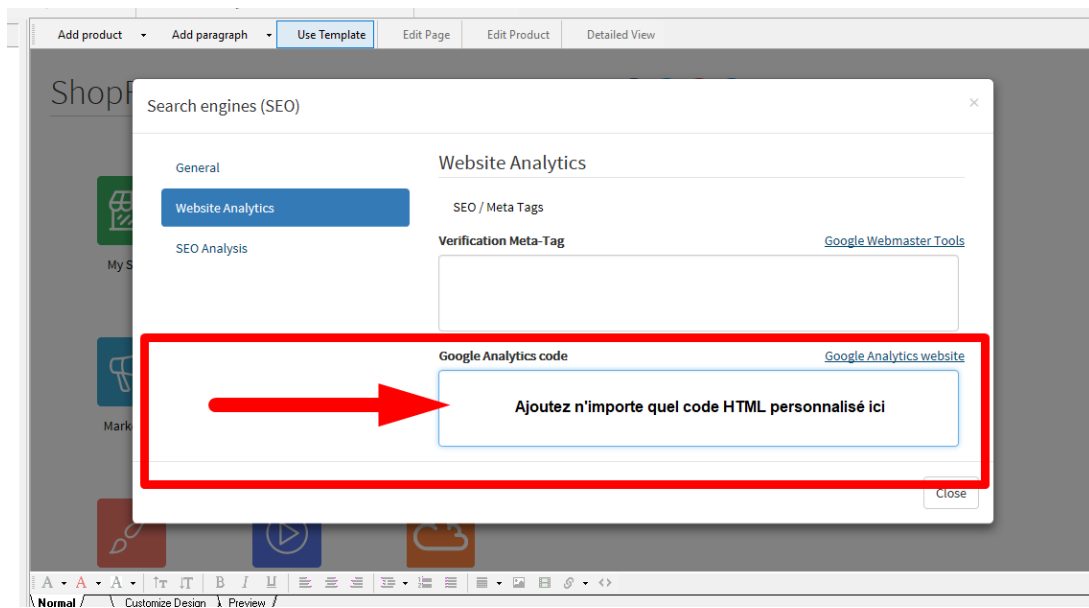 Add product Add paragraph Use Template Edit Page Edit Product Detailed View
Search engines (SEO) ×
General
Website Analytics
SEO Analysis
Website Analytics
SEO / Meta Tags
Verification Meta-Tag Google Webmaster Tools
Google Analytics code Google Analytics website
Ajoutez n'importe quel code HTML personnalisé ici
Close
My S
Mark
A A A T T B I U
Normal Customize Design Preview